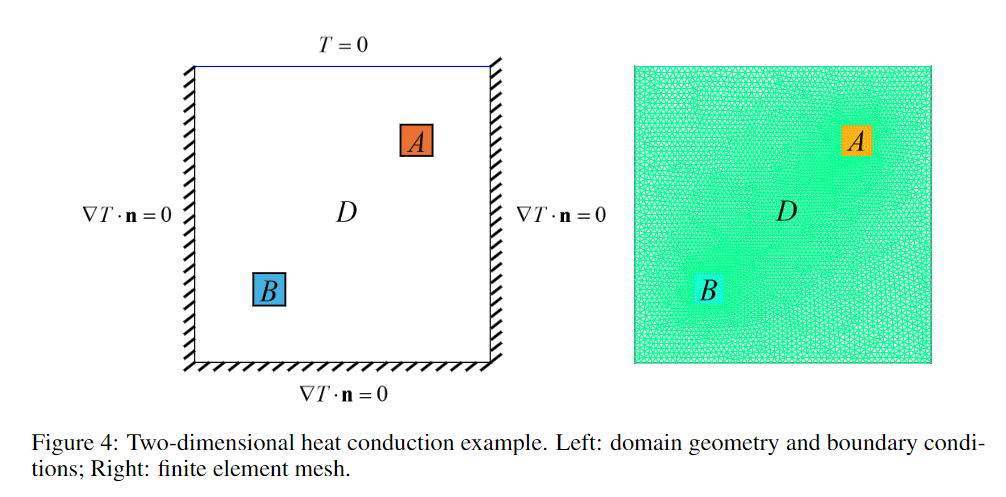 T = 0
A
A
∇T · n = 0
D
∇T · n = 0
D
B
B
∇T · n = 0
Figure 4: Two-dimensional heat conduction example. Left: domain geometry and boundary condi-
tions; Right: finite element mesh.